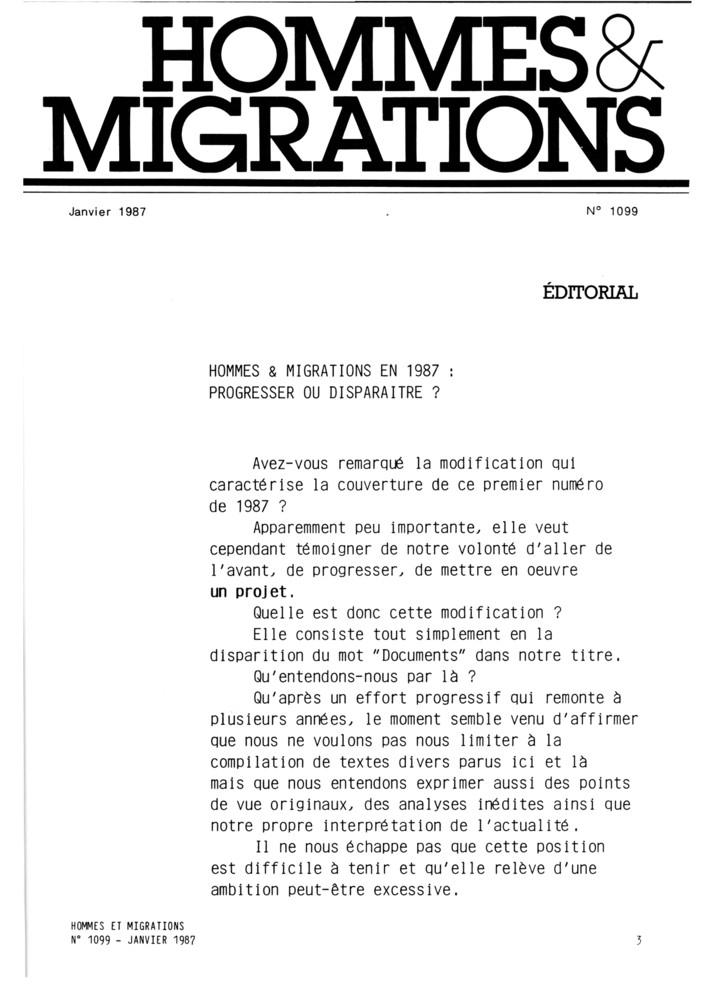 HOMMES &
MIGRATIONS
Janvier 1987 N° 1099
ÉDITORIAL
HOMMES & MIGRATIONS EN 1987 :
PROGRESSER OU DISPARAITRE ?
Avez-vous remarqué la modification qui
caractérise la couverture de ce premier numéro
de 1987 ?
Apparemment peu importante, elle veut
cependant témoigner de notre volonté d'aller de
l'avant, de progresser, de mettre en oeuvre
un projet.
Quelle est donc cette modification ?
Elle consiste tout simplement en la
disparition du mot "Documents" dans notre titre.
Qu'entendons-nous par là ?
Qu'après un effort progressif qui remonte à
plusieurs années, le moment semble venu d'affirmer
que nous ne voulons pas nous limiter à la
compilation de textes divers parus ici et là
mais que nous entendons exprimer aussi des points
de vue originaux, des analyses inédites ainsi que
notre propre interprétation de l'actualité.
Il ne nous échappe pas que cette position
est difficile à tenir et qu'elle relève d'une
ambition peut-être excessive.
HOMMES ET MIGRATIONS
N° 1099 - JANVIER 1987 3